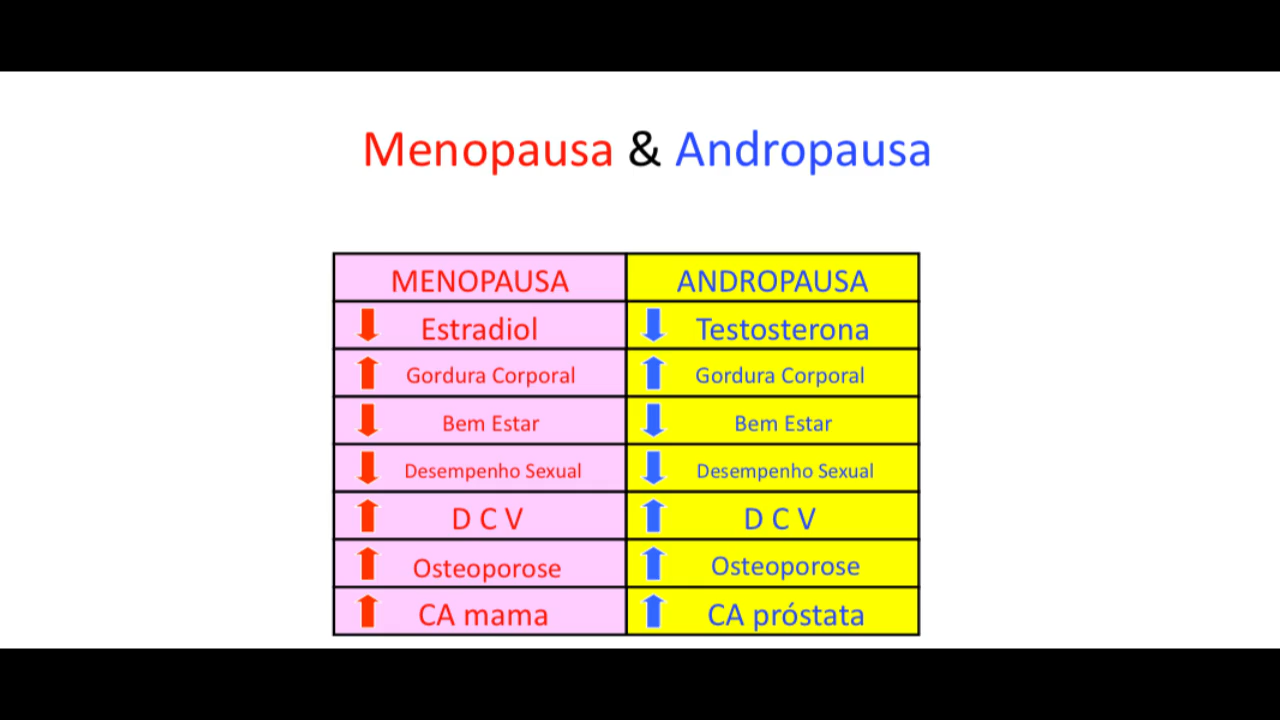 Menopausa & Andropausa
MENOPAUSA ANDROPAUSA
Estradiol Testosterona
Gordura Corporal Gordura Corporal
Bem Estar Bem Estar
Desempenho Sexual Desempenho Sexual
D C V D C V
Osteoporose Osteoporose
CA mama CA próstata